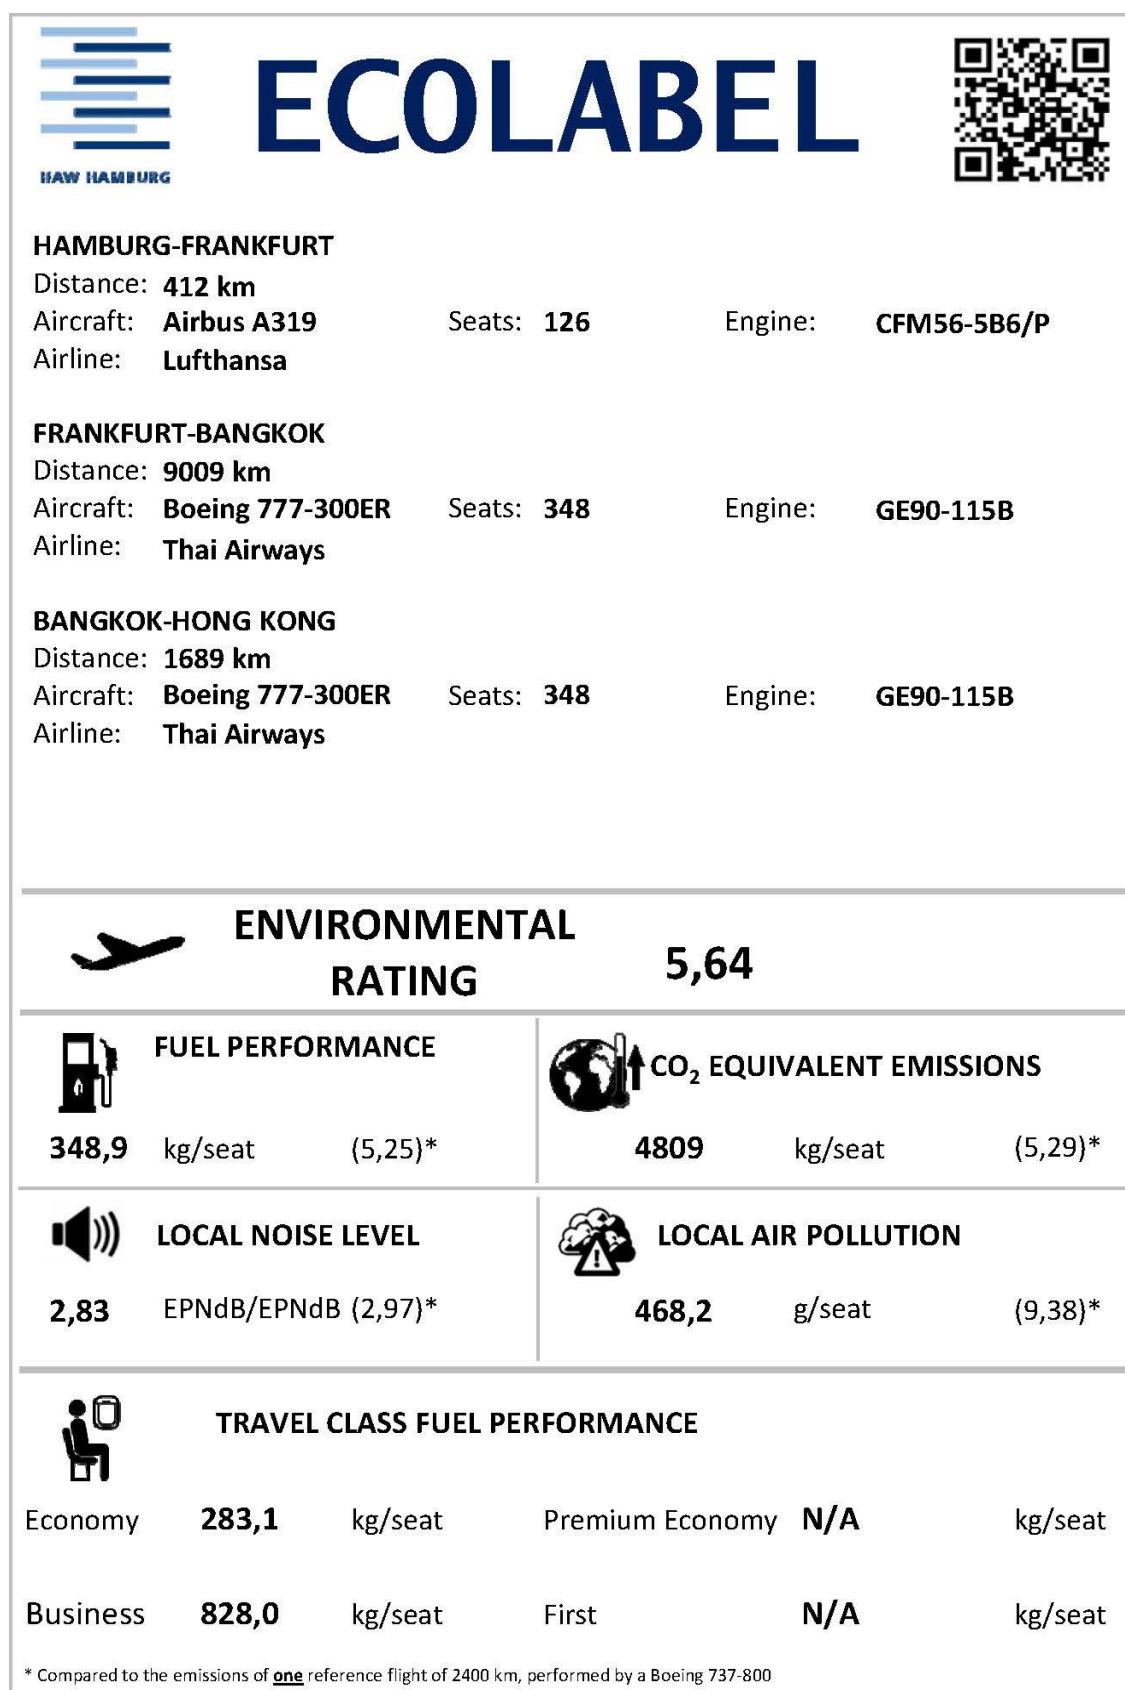 HAW HAMBURG
ECOLABEL
HAMBURG-FRANKFURT
Distance: 412 km
Aircraft: Airbus A319 Seats: 126 Engine: CFM56-5B6/P
Airline: Lufthansa
FRANKFURT-BANGKOK
Distance: 9009 km
Aircraft: Boeing 777-300ER Seats: 348 Engine: GE90-115B
Airline: Thai Airways
BANGKOK-HONG KONG
Distance: 1689 km
Aircraft: Boeing 777-300ER Seats: 348 Engine: GE90-115B
Airline: Thai Airways
ENVIRONMENTAL
RATING
5,64
FUEL PERFORMANCE
348,9 kg/seat (5,25)*
CO₂ EQUIVALENT EMISSIONS
4809 kg/seat (5,29)*
LOCAL NOISE LEVEL
2,83 EPNdB/EPNdB (2,97)*
LOCAL AIR POLLUTION
468,2 g/seat (9,38)*
TRAVEL CLASS FUEL PERFORMANCE
Economy 283,1 kg/seat Premium Economy N/A kg/seat
Business 828,0 kg/seat First N/A kg/seat
* Compared to the emissions of one reference flight of 2400 km, performed by a Boeing 737-800